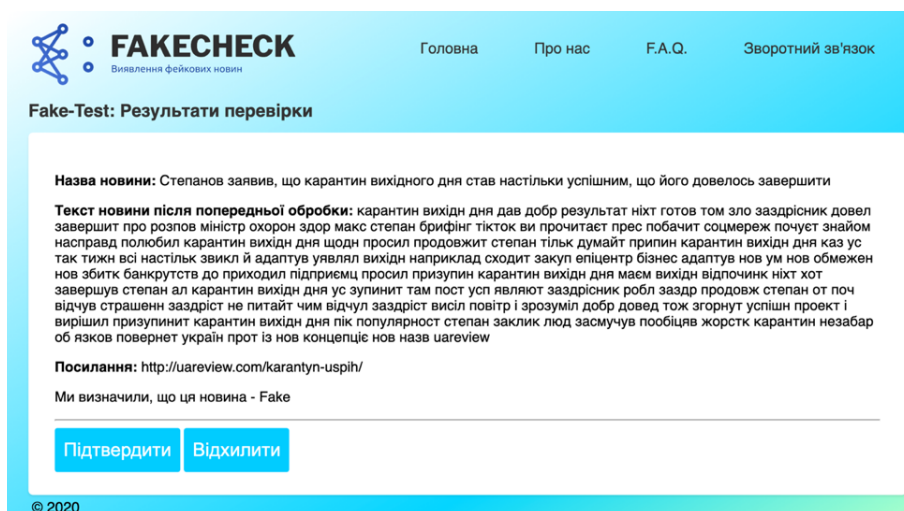 FAKECHECK
Виявлення фейкових новин
Головна Про нас F.A.Q. Зворотний зв'язок
Fake-Test: Результати перевірки
Назва новини: Степанов заявив, що карантин вихідного дня став настільки успішним, що його довелось завершити
Текст новини після попередньої обробки: карантин вихідн дня дав добр результат ніхт готов том зло заздрісник довел
завершит про розпов міністр охорон здор макс степан брифінг тікток ви прочитаєт прес побачит соцмереж почуєт знайом
насправд полюбил карантин вихідн дня щодн просил продовжит степан тільк думайт припин карантин вихідн дня каз ус
так тижн всі настільк звикл й адаптув уявлял вихідн наприклад сходит закуп епіцентр бізнес адаптув нов ум нов обмежен
нов збитк банкрутств до приходил підприємц просил призупин карантин вихідн дня маєм вихідн відпочинк ніхт хот
завершув степан ал карантин вихідн дня ус зупинит там пост усп являют заздрісник робл заздр продовж степан от поч
відчув страшенн заздріст не питайт чим відчул заздріст висіл повітр і зрозуміл добр довед тож згорнут успішн проект і
вирішил призупинит карантин вихідн дня пік популярност степан заклик люд засмучув пообіцяв жорстк карантин незабар
об язков повернет україн прот із нов концепціє нов назв uareview
Посилання: http://uareview.com/karantyn-uspih/
Ми визначили, що ця новина - Fake
Підтвердити Відхилити
© 2020